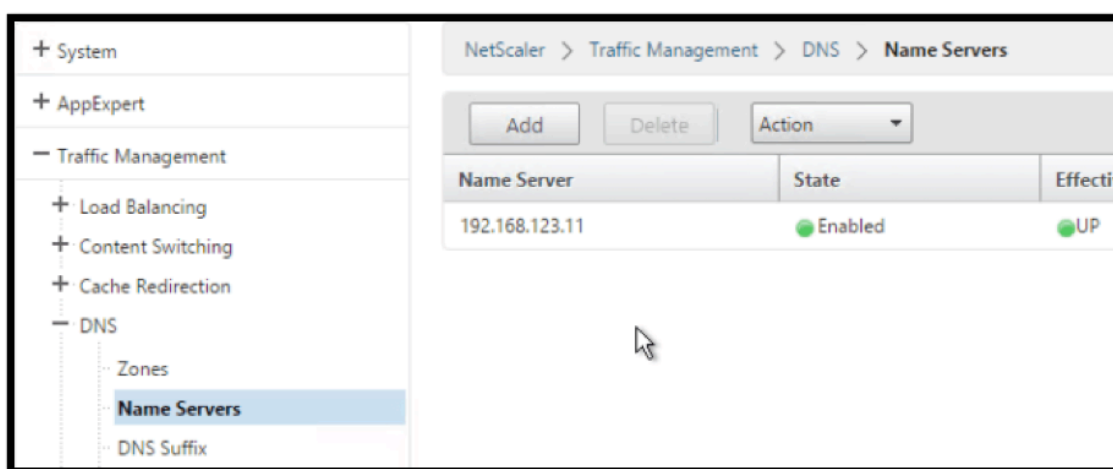 + System
+ AppExpert
− Traffic Management
+ Load Balancing
+ Content Switching
+ Cache Redirection
− DNS
Zones
Name Servers
DNS Suffix
NetScaler > Traffic Management > DNS > Name Servers
Add Delete Action
Name Server State Effecti
192.168.123.11 Enabled UP